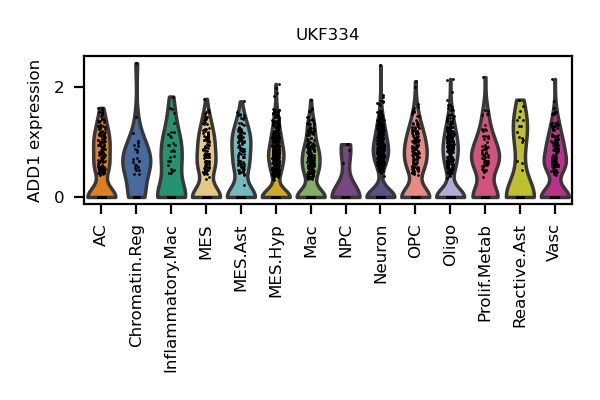 UKF334
ADD1 expression
2
0
AC
Chromatin.Reg
Inflammatory.Mac
MES
MES.Ast
MES.Hyp
Mac
NPC
Neuron
OPC
Oligo
Prolif.Metab
Reactive.Ast
Vasc